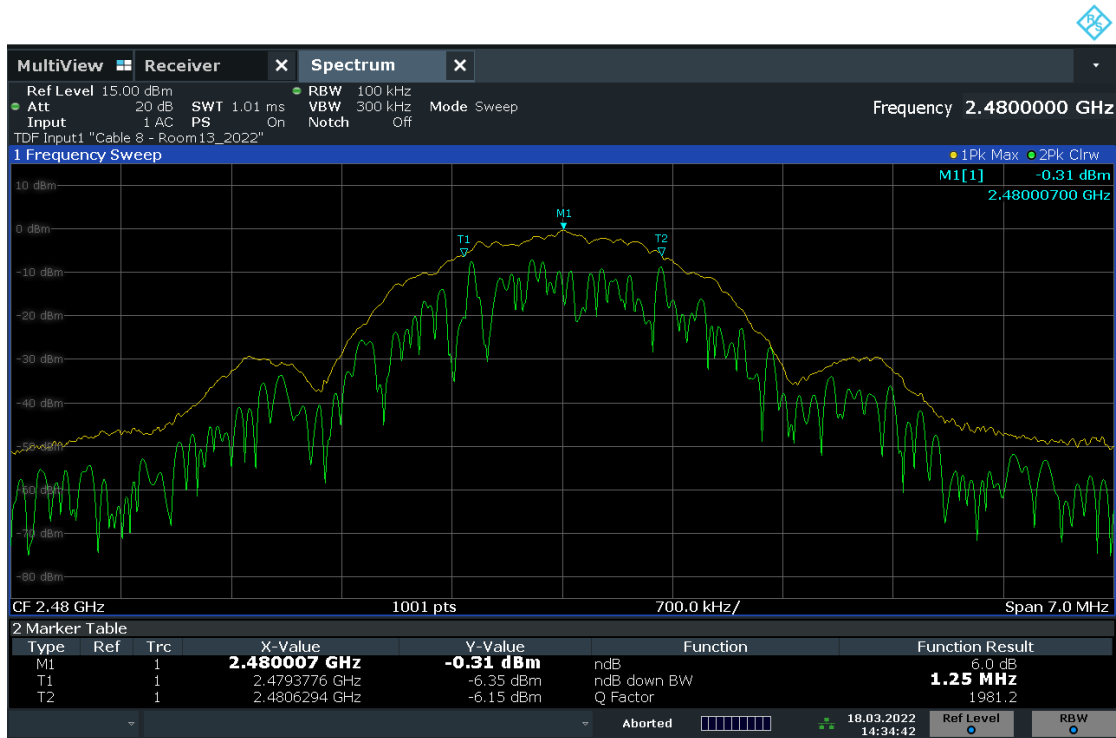 R&S
MultiView Receiver X Spectrum X
Ref Level 15.00 dBm RBW 100 kHz
Att 20 dB SWT 1.01 ms VBW 300 kHz Mode Sweep Frequency 2.4800000 GHz
Input 1 AC PS On Notch Off
TDF Input1 "Cable 8 - Room13_2022"
1 Frequency Sweep 1Pk Max 2Pk Clrw
M1[1] -0.31 dBm
10 dBm
2.48000700 GHz
M1
0 dBm
T1 T2
-10 dBm
-20 dBm
-30 dBm
-40 dBm
-50 dBm
-60 dBm
-70 dBm
-80 dBm
CF 2.48 GHz 1001 pts 700.0 kHz/ Span 7.0 MHz
2 Marker Table
Type Ref Trc X-Value Y-Value Function Function Result
M1 1 2.480007 GHz -0.31 dBm ndB 6.0 dB
T1 1 2.4793776 GHz -6.35 dBm ndB down BW 1.25 MHz
T2 1 2.4806294 GHz -6.15 dBm Q Factor 1981.2
Aborted 18.03.2022 Ref Level RBW
14:34:42